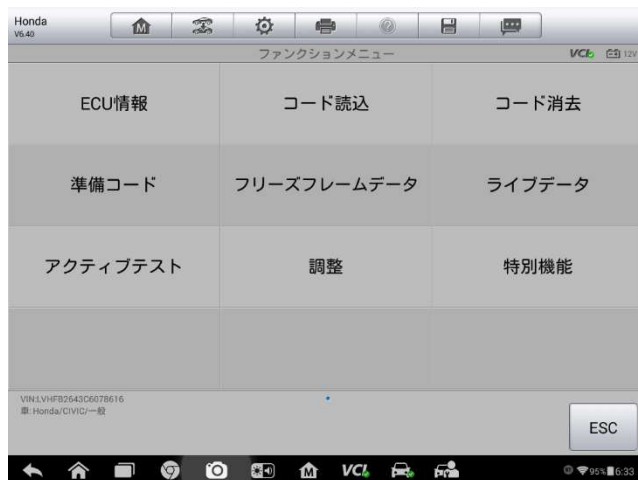 Honda
V6.40
ファンクションメニュー
VCI 12V
ECU情報
コード読込
コード消去
準備コード
フリーズフレームデータ
ライブデータ
アクティブテスト
調整
特別機能
VIN:LVHFB2643C6078616
車: Honda/CIVIC/一般
ESC
VCI
95% 6:33